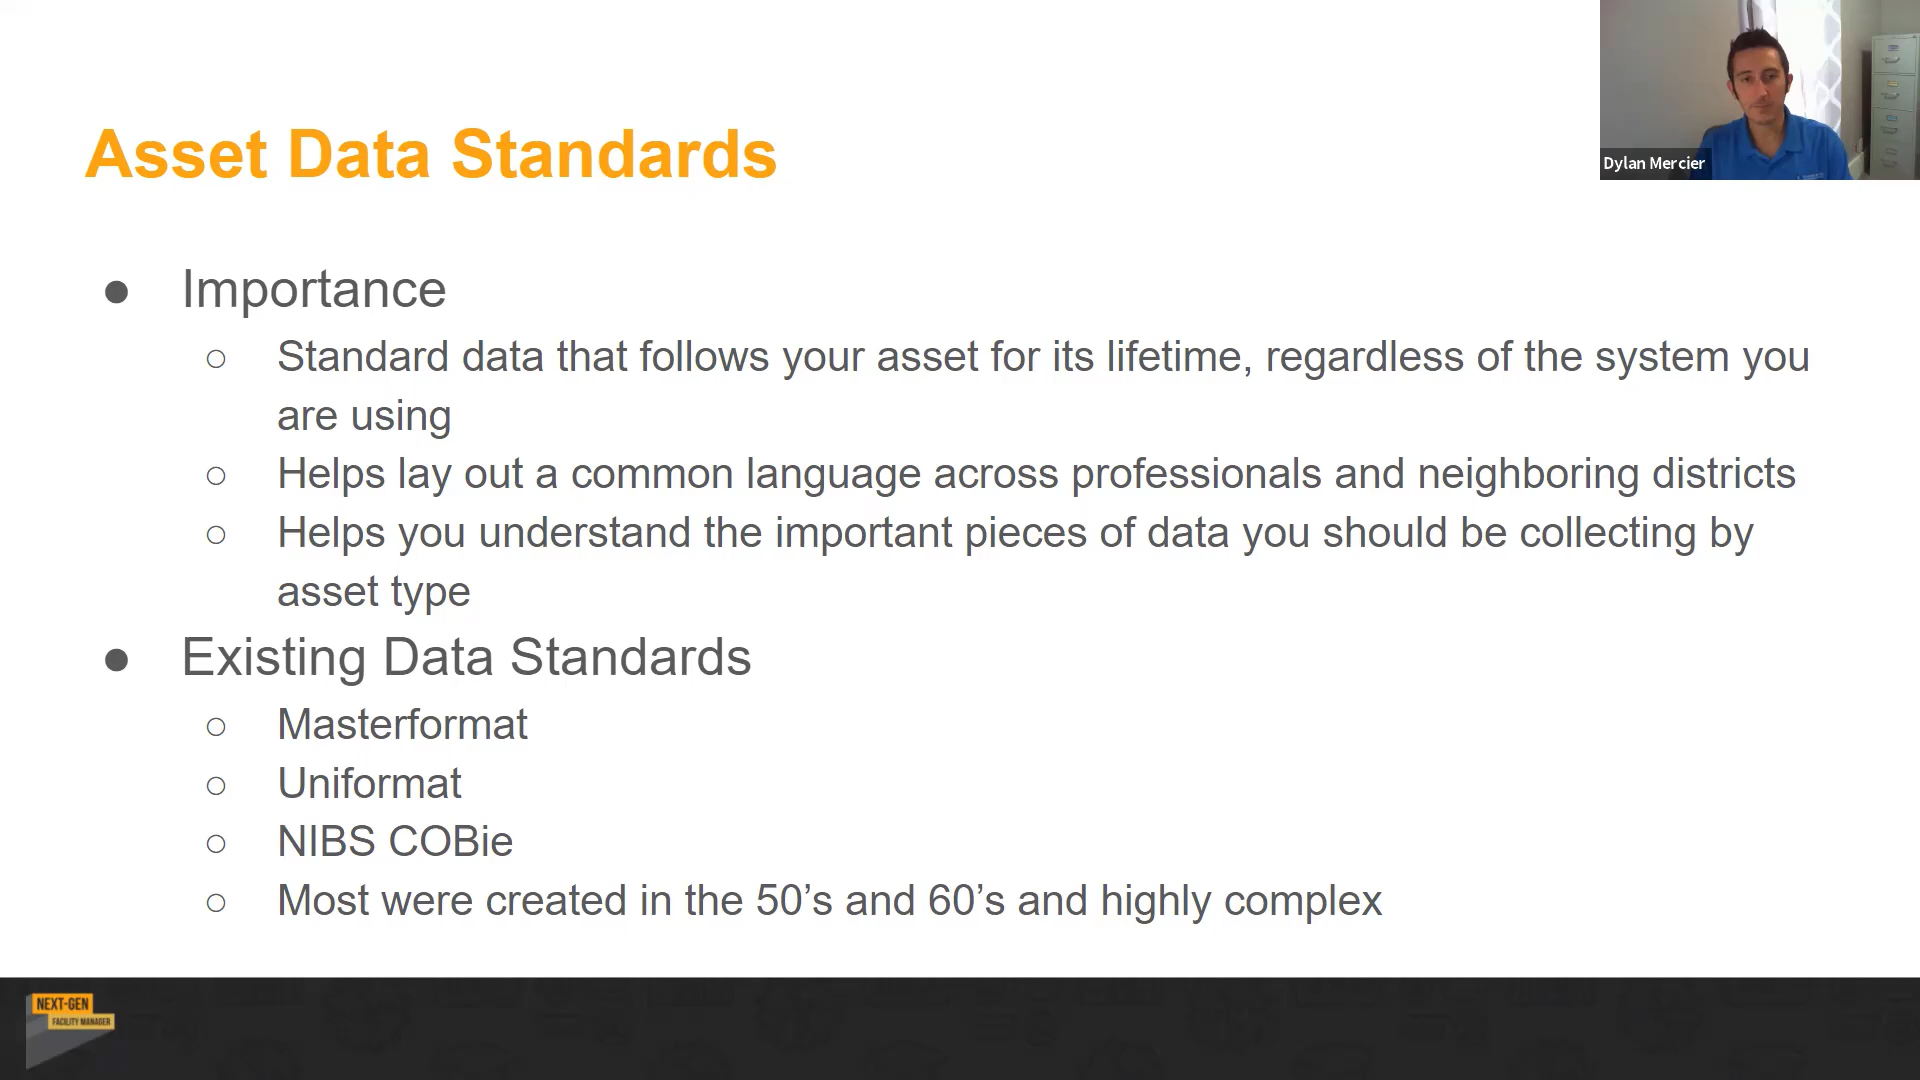 Dylan Mercier
Asset Data Standards
● Importance
○ Standard data that follows your asset for its lifetime, regardless of the system you
are using
○ Helps lay out a common language across professionals and neighboring districts
○ Helps you understand the important pieces of data you should be collecting by
asset type
● Existing Data Standards
○ Masterformat
○ Uniformat
○ NIBS COBie
○ Most were created in the 50’s and 60’s and highly complex
NEXT-GEN
FACILITY MANAGER